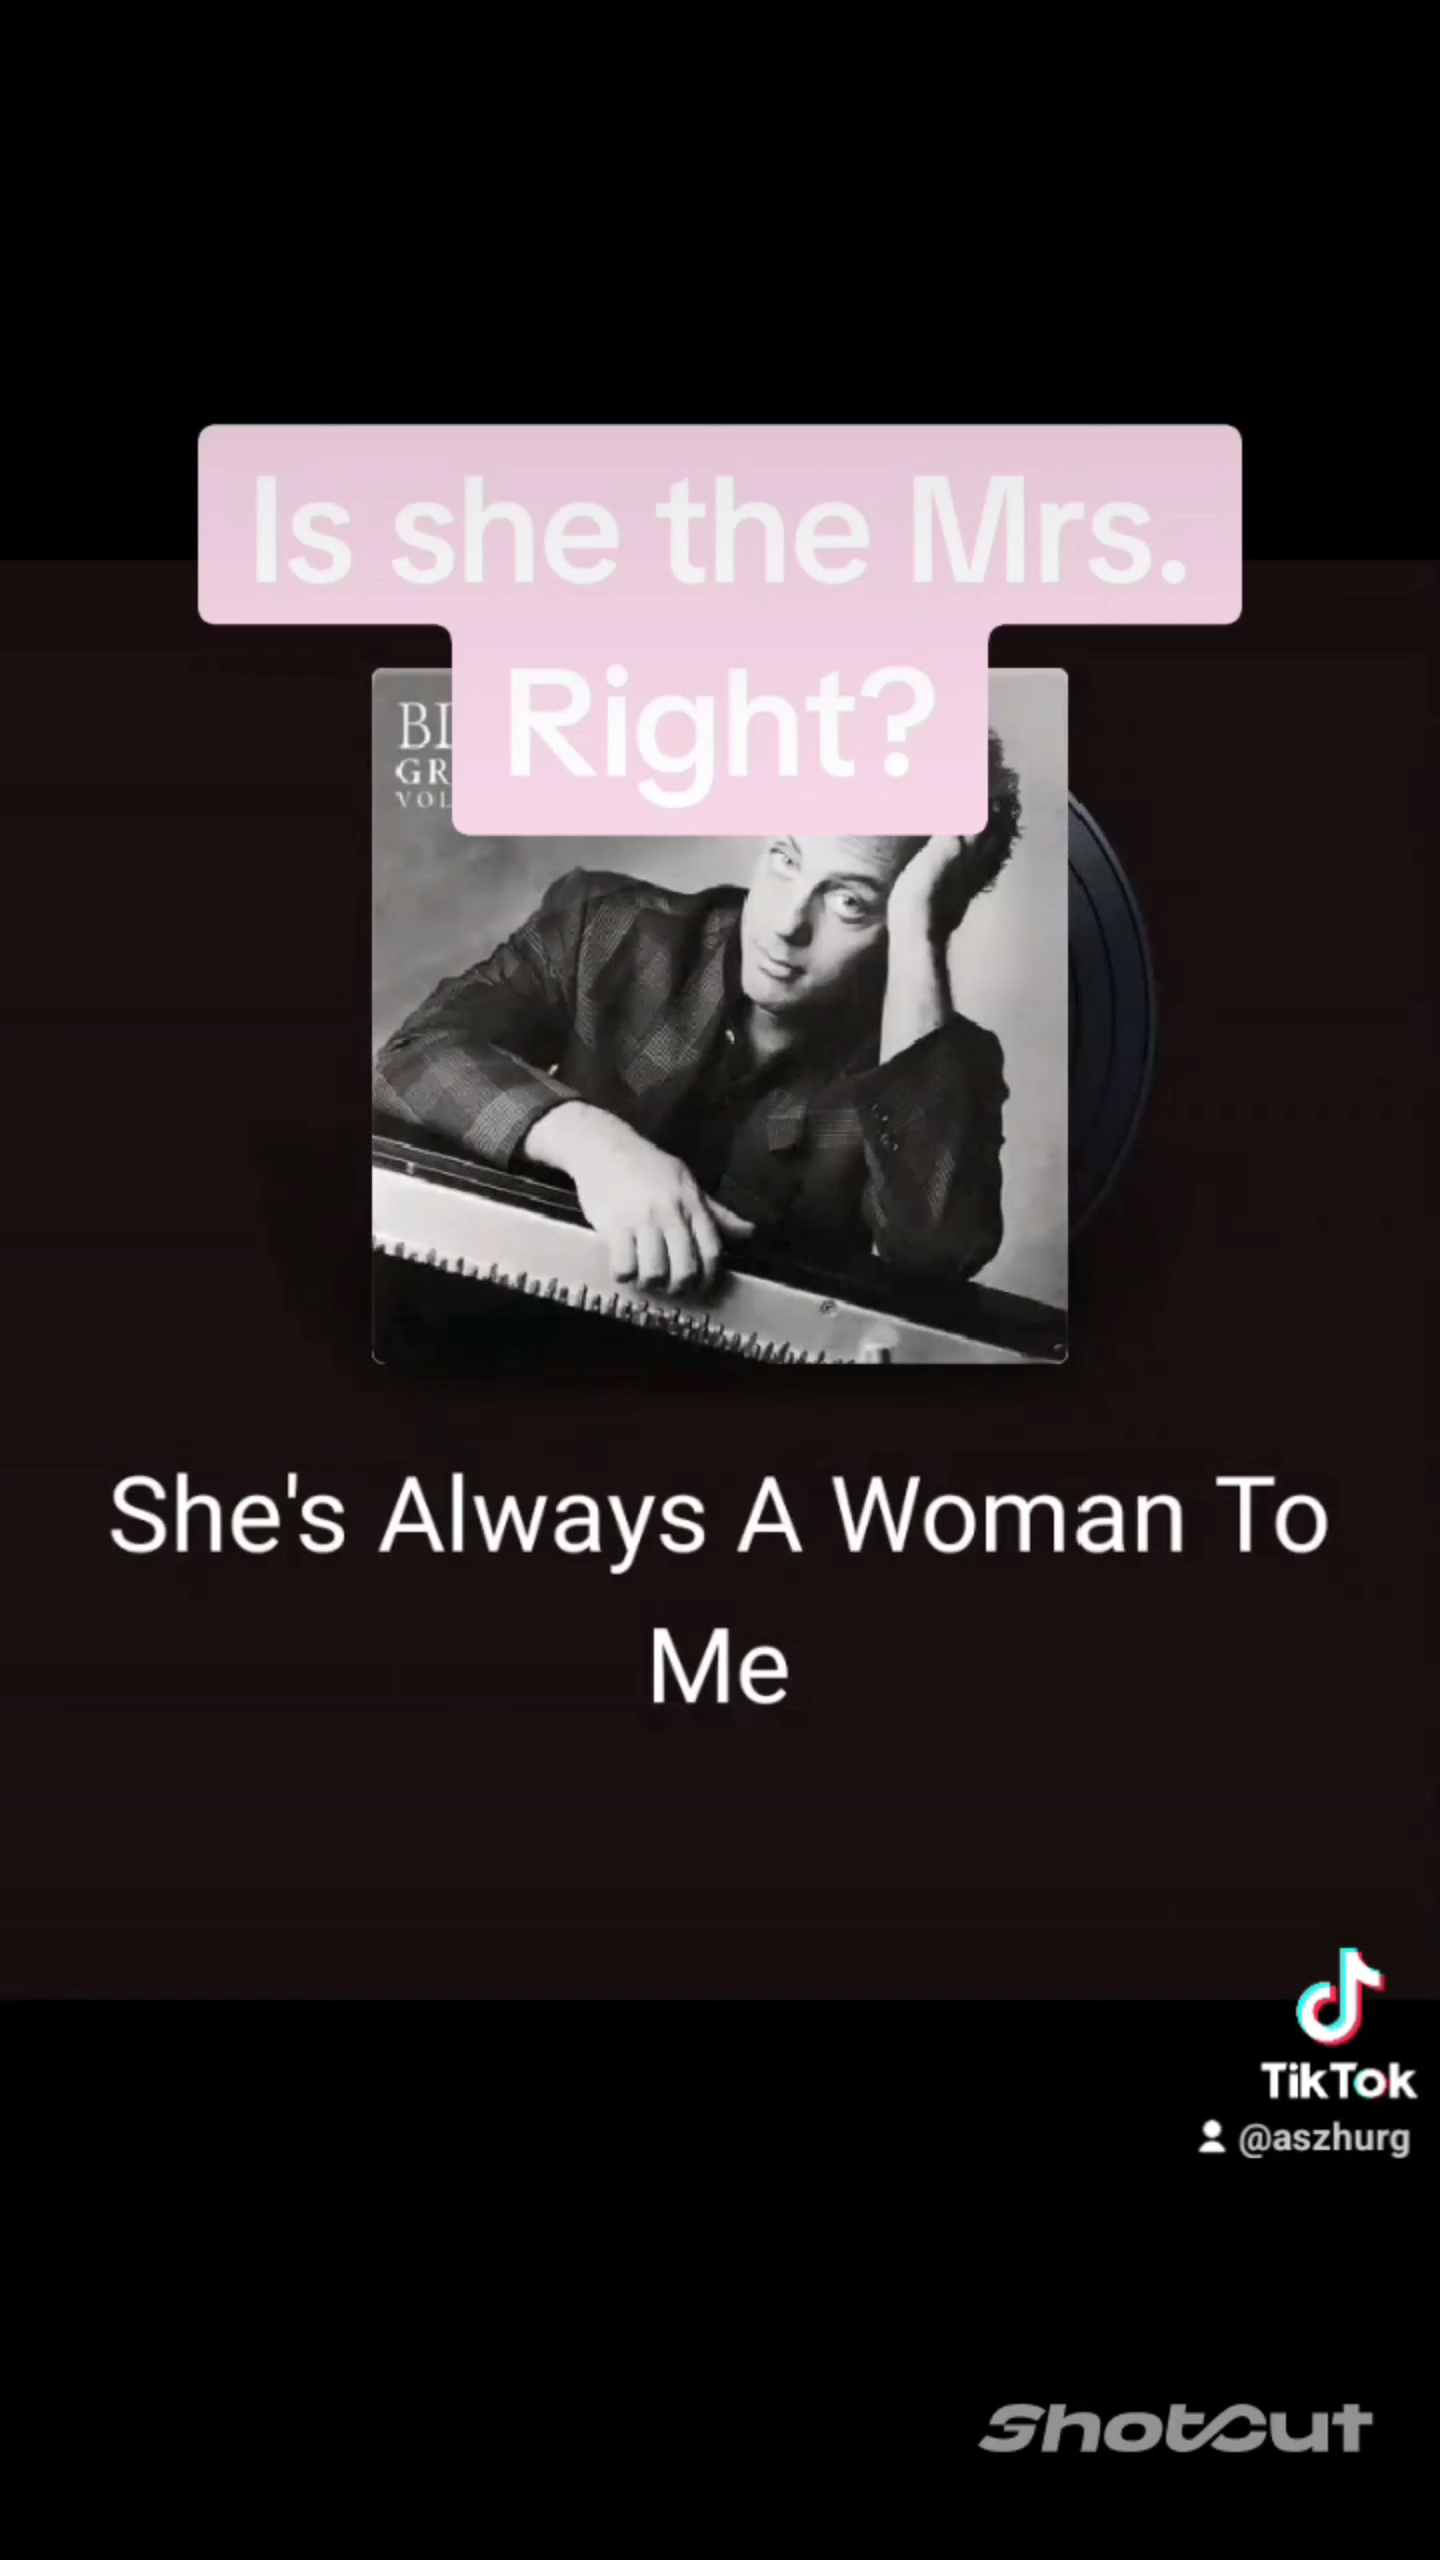 Is she the Mrs.
Right?
She's Always A Woman To
Me
TikTok
@aszhurg
ShotCut